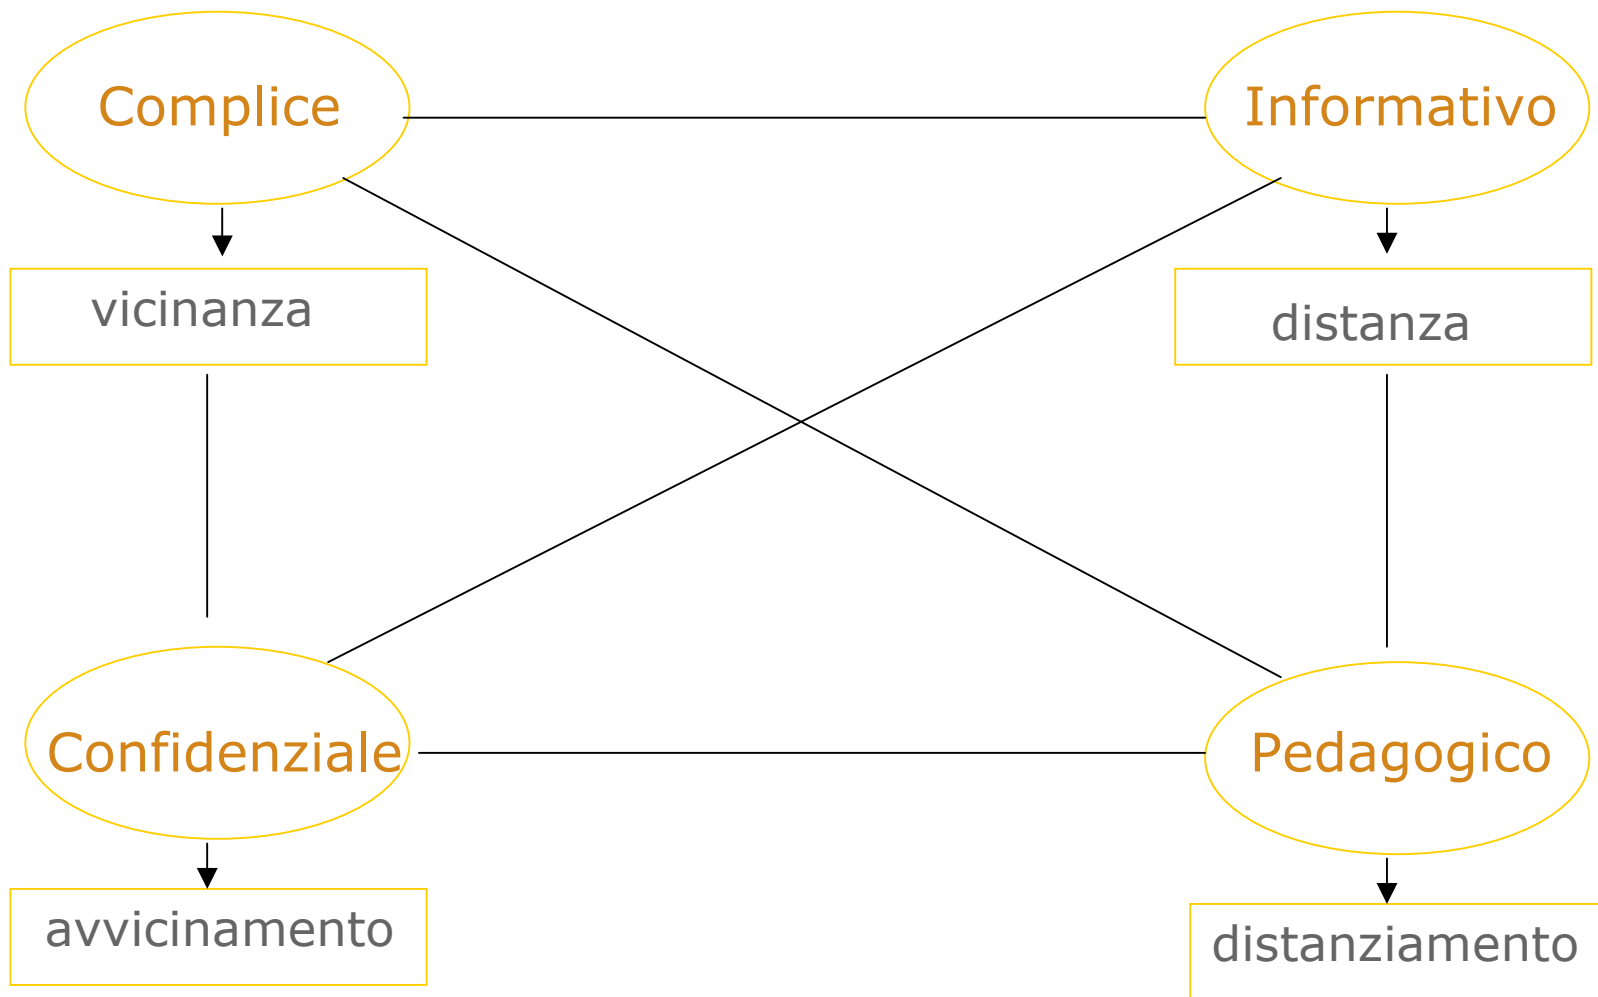 Complice
Informativo
vicinanza
distanza
Confidenziale
Pedagogico
avvicinamento
distanziamento